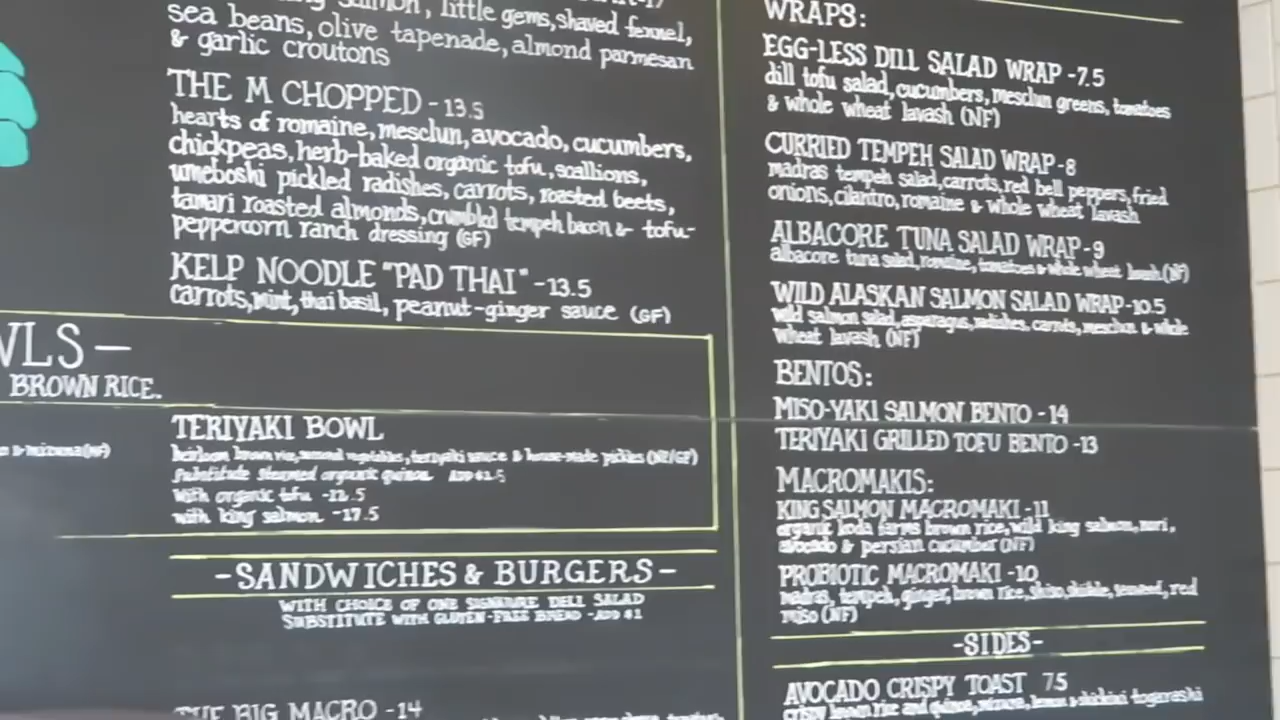 salmon, little gems, shaved fennel,
sea beans, olive tapenade, almond parmesan
& garlic croutons
THE M CHOPPED - 13.5
hearts of romaine, mesclun, avocado, cucumbers,
chickpeas, herb-baked organic tofu, scallions,
umeboshi pickled radishes, carrots, roasted beets,
tamari roasted almonds, crumbled tempeh bacon & tofu-
peppercorn ranch dressing (GF)
KELP NOODLE "PAD THAI" - 13.5
carrots, mint, thai basil, peanut-ginger sauce (GF)
WLS -
BROWN RICE.
& mizuna (NF)
TERIYAKI BOWL
heirloom brown rice, seasonal vegetables, teriyaki sauce & house-made pickles (NF/GF)
substitute steamed organic quinoa ADD $1.5
with organic tofu -12.5
with king salmon -17.5
-SANDWICHES & BURGERS-
WITH CHOICE OF ONE SIGNATURE DELI SALAD
SUBSTITUTE WITH GLUTEN-FREE BREAD -ADD $1
THE BIG MACRO -14
WRAPS:
EGG-LESS DILL SALAD WRAP -7.5
dill tofu salad, cucumbers, mesclun greens, tomatoes
& whole wheat lavash (NF)
CURRIED TEMPEH SALAD WRAP -8
madras tempeh salad, carrots, red bell peppers, fried
onions, cilantro, romaine & whole wheat lavash
ALBACORE TUNA SALAD WRAP -9
albacore tuna salad, romaine, tomatoes & whole wheat lavash (NF)
WILD ALASKAN SALMON SALAD WRAP -10.5
wild salmon salad, asparagus, radishes, carrots, mesclun & whole
wheat lavash (NF)
BENTOS:
MISO-YAKI SALMON BENTO - 14
TERIYAKI GRILLED TOFU BENTO -13
MACROMAKIS:
KING SALMON MACROMAKI -11
organic koda farms brown rice, wild king salmon, nori,
avocado & persian cucumber (NF)
PROBIOTIC MACROMAKI -10
madras, tempeh, ginger, brown rice, shiso, seaweed, red
miso (NF)
-SIDES-
AVOCADO CRISPY TOAST 7.5
crispy brown rice and quinoa, lemon & shichimi togarashi